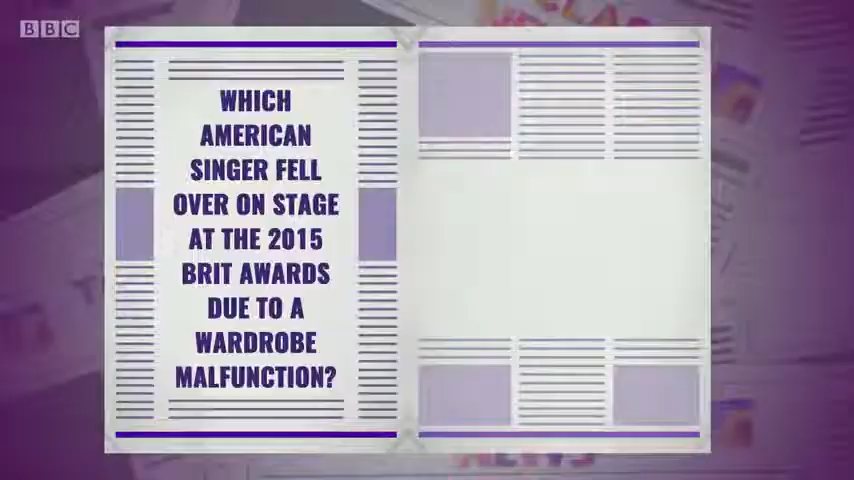 BBC
WHICH
AMERICAN
SINGER FELL
OVER ON STAGE
AT THE 2015
BRIT AWARDS
DUE TO A
WARDROBE
MALFUNCTION?